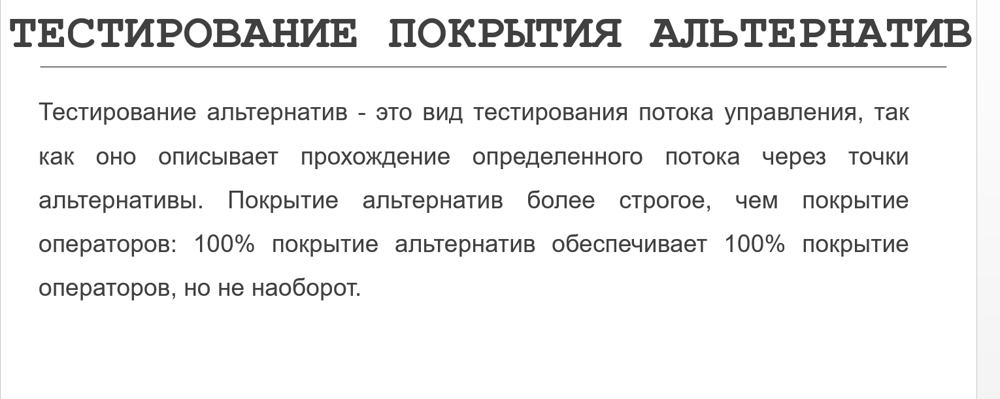 ТЕСТИРОВАНИЕ ПОКРЫТИЯ АЛЬТЕРНАТИВ
Тестирование альтернатив - это вид тестирования потока управления, так
как оно описывает прохождение определенного потока через точки
альтернативы. Покрытие альтернатив более строгое, чем покрытие
операторов: 100% покрытие альтернатив обеспечивает 100% покрытие
операторов, но не наоборот.